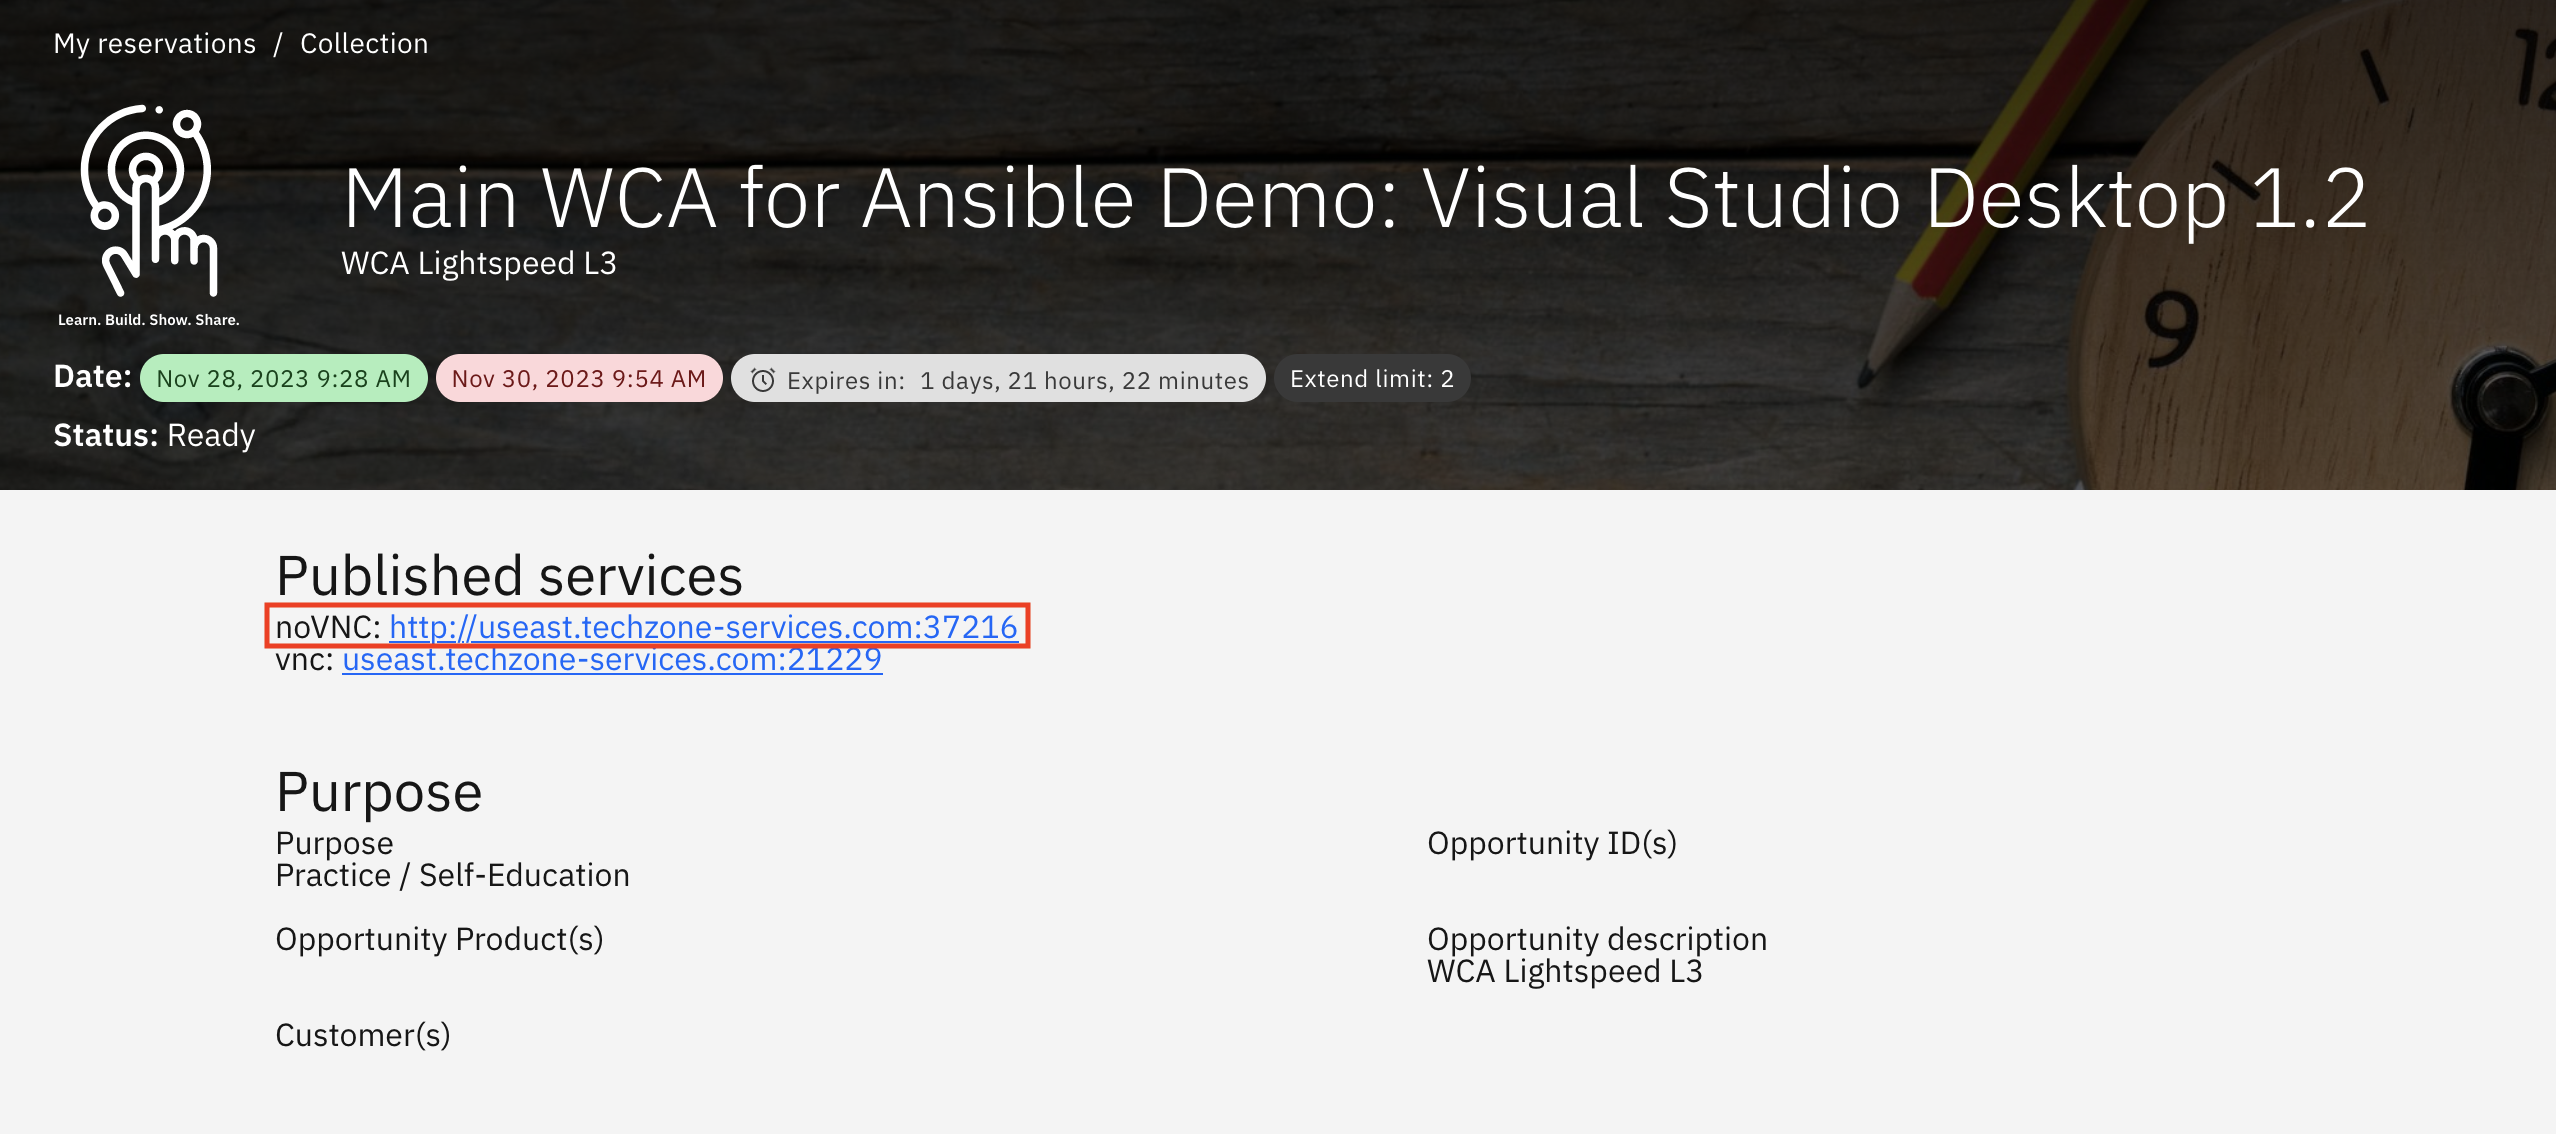 My reservations / Collection
Main WCA for Ansible Demo: Visual Studio Desktop 1.2
WCA Lightspeed L3
Learn. Build. Show. Share.
Date: Nov 28, 2023 9:28 AM Nov 30, 2023 9:54 AM Expires in: 1 days, 21 hours, 22 minutes Extend limit: 2
Status: Ready
12
9
Published services
noVNC: http://useast.techzone-services.com:37216
vnc: useast.techzone-services.com:21229
Purpose
Purpose
Practice / Self-Education
Opportunity ID(s)
Opportunity Product(s)
Opportunity description
WCA Lightspeed L3
Customer(s)